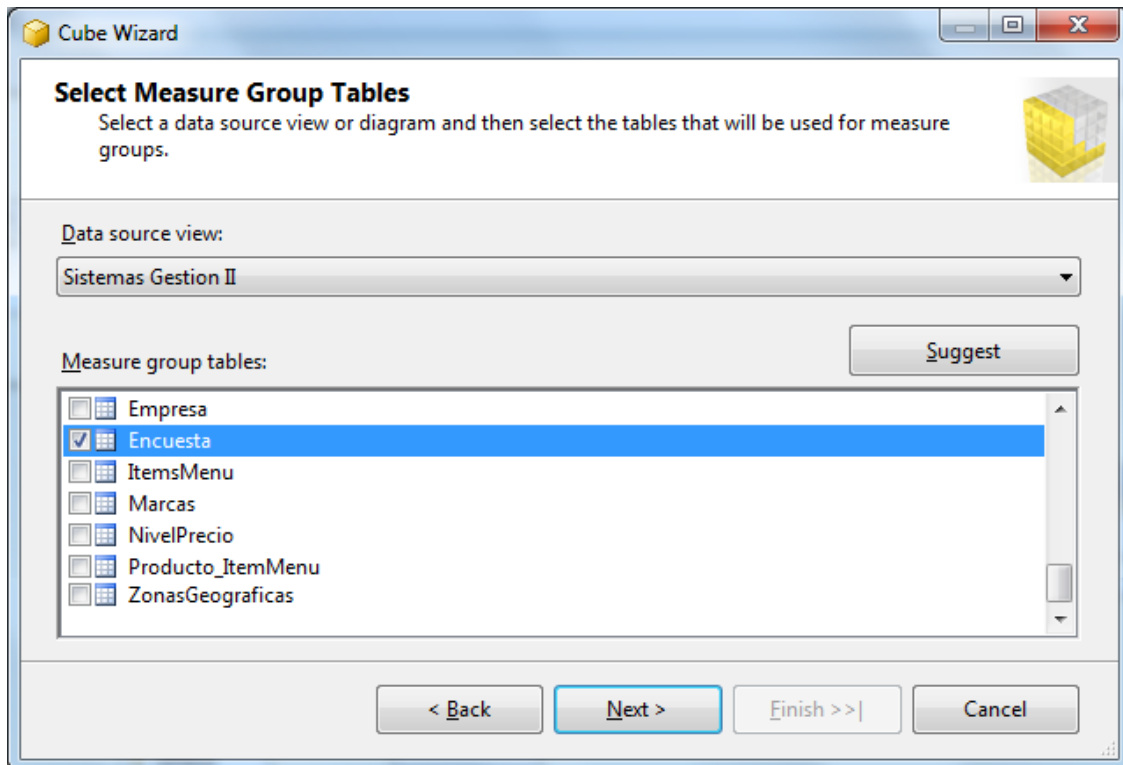 Cube Wizard
Select Measure Group Tables
Select a data source view or diagram and then select the tables that will be used for measure
groups.
Data source view:
Sistemas Gestion II
Suggest
Measure group tables:
Empresa
Encuesta
ItemsMenu
Marcas
NivelPrecio
Producto_ItemMenu
ZonasGeograficas
< Back
Next >
Finish >>|
Cancel